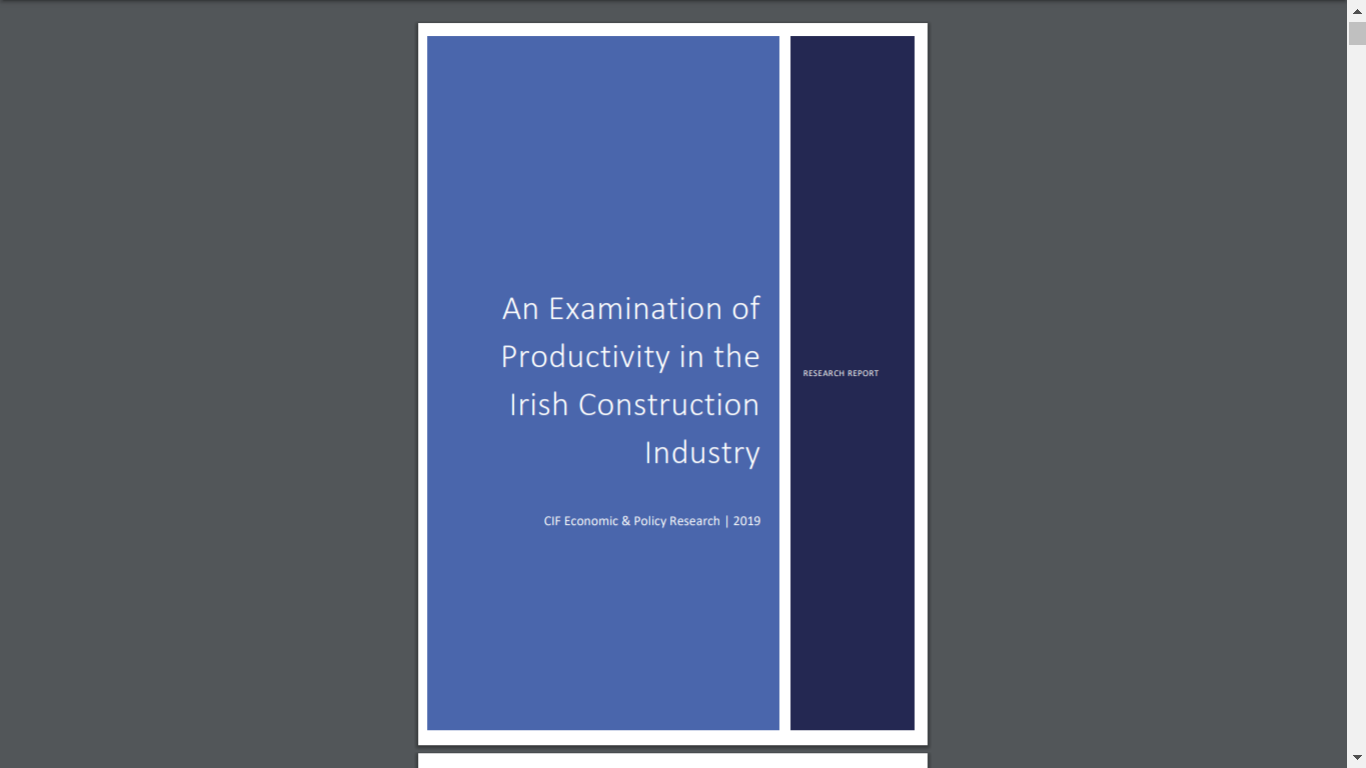 An Examination of
Productivity in the
Irish Construction
Industry
CIF Economic & Policy Research | 2019
RESEARCH REPORT